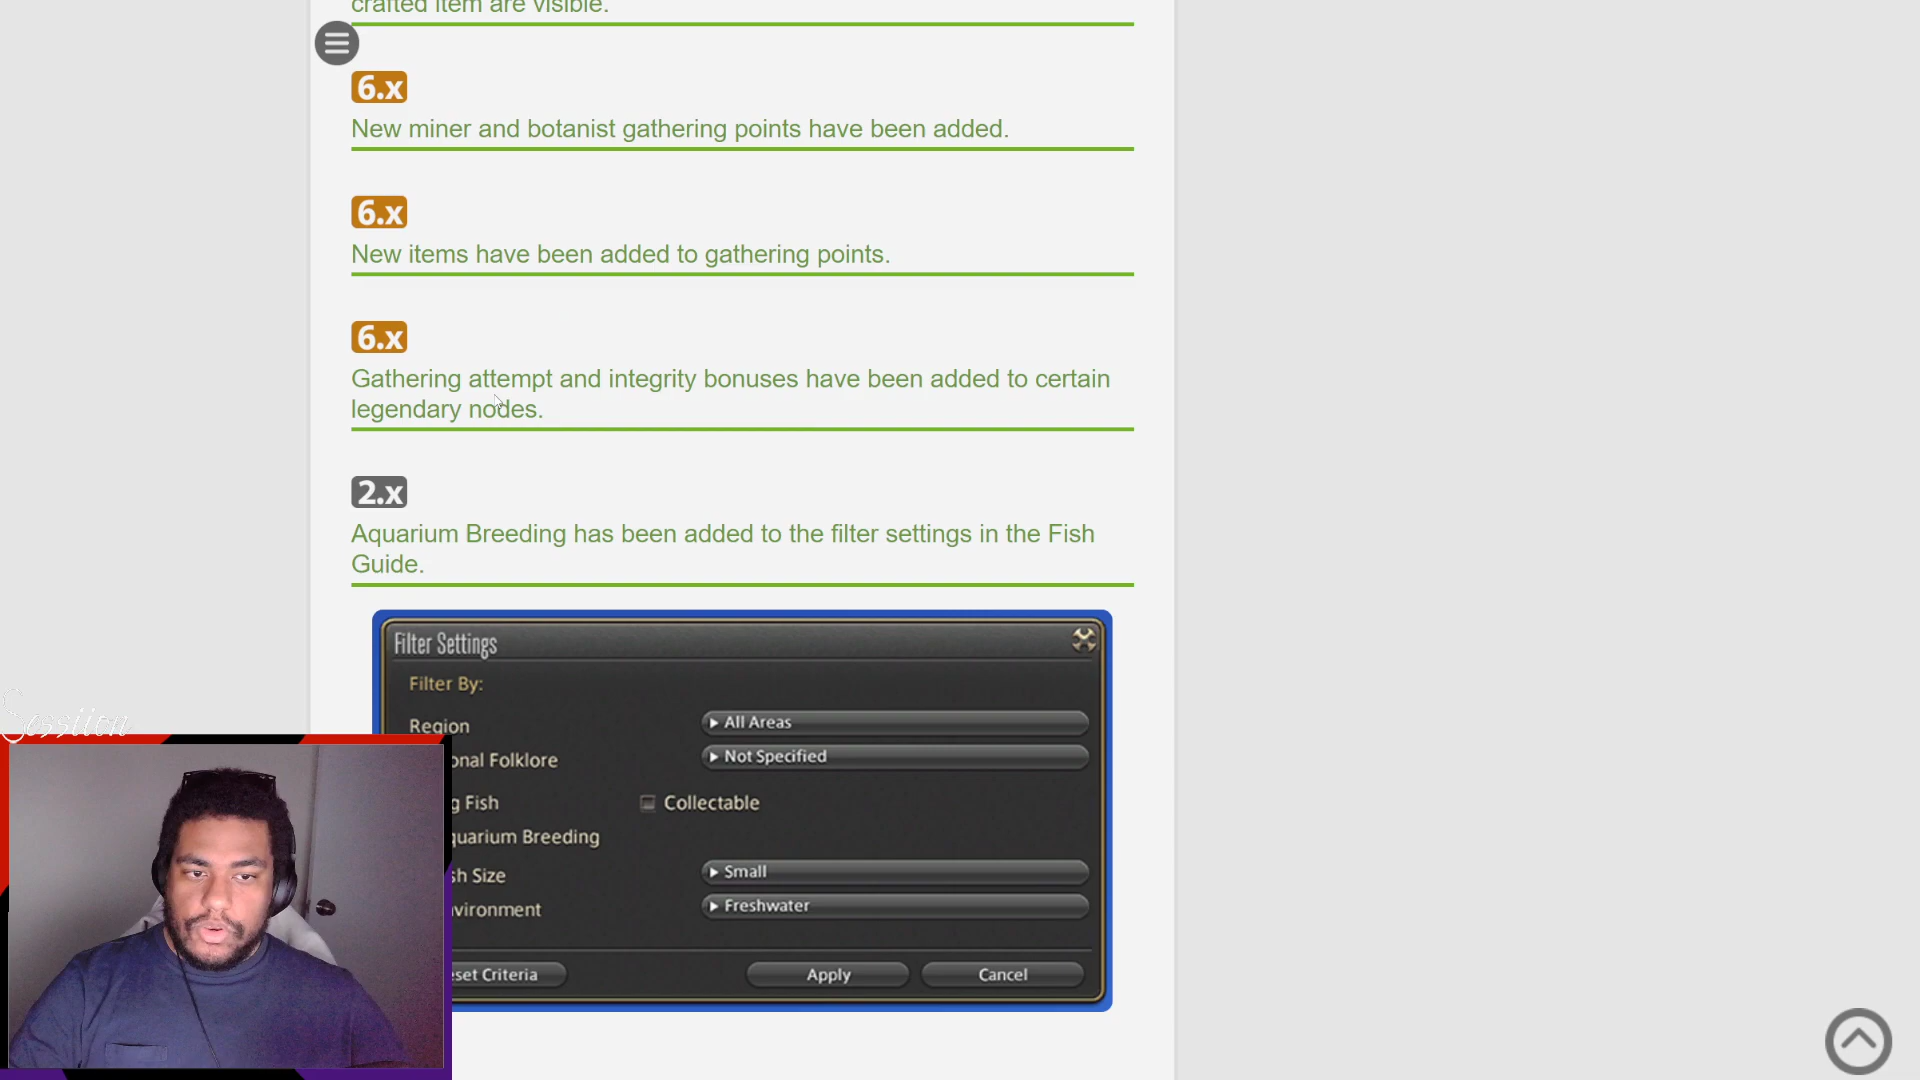 crafted item are visible.
6.x
New miner and botanist gathering points have been added.
6.x
New items have been added to gathering points.
6.x
Gathering attempt and integrity bonuses have been added to certain
legendary nodes.
2.x
Aquarium Breeding has been added to the filter settings in the Fish
Guide.
Filter Settings
Filter By:
Region All Areas
onal Folklore Not Specified
g Fish Collectable
quarium Breeding
sh Size Small
vironment Freshwater
eset Criteria Apply Cancel
Sessiien